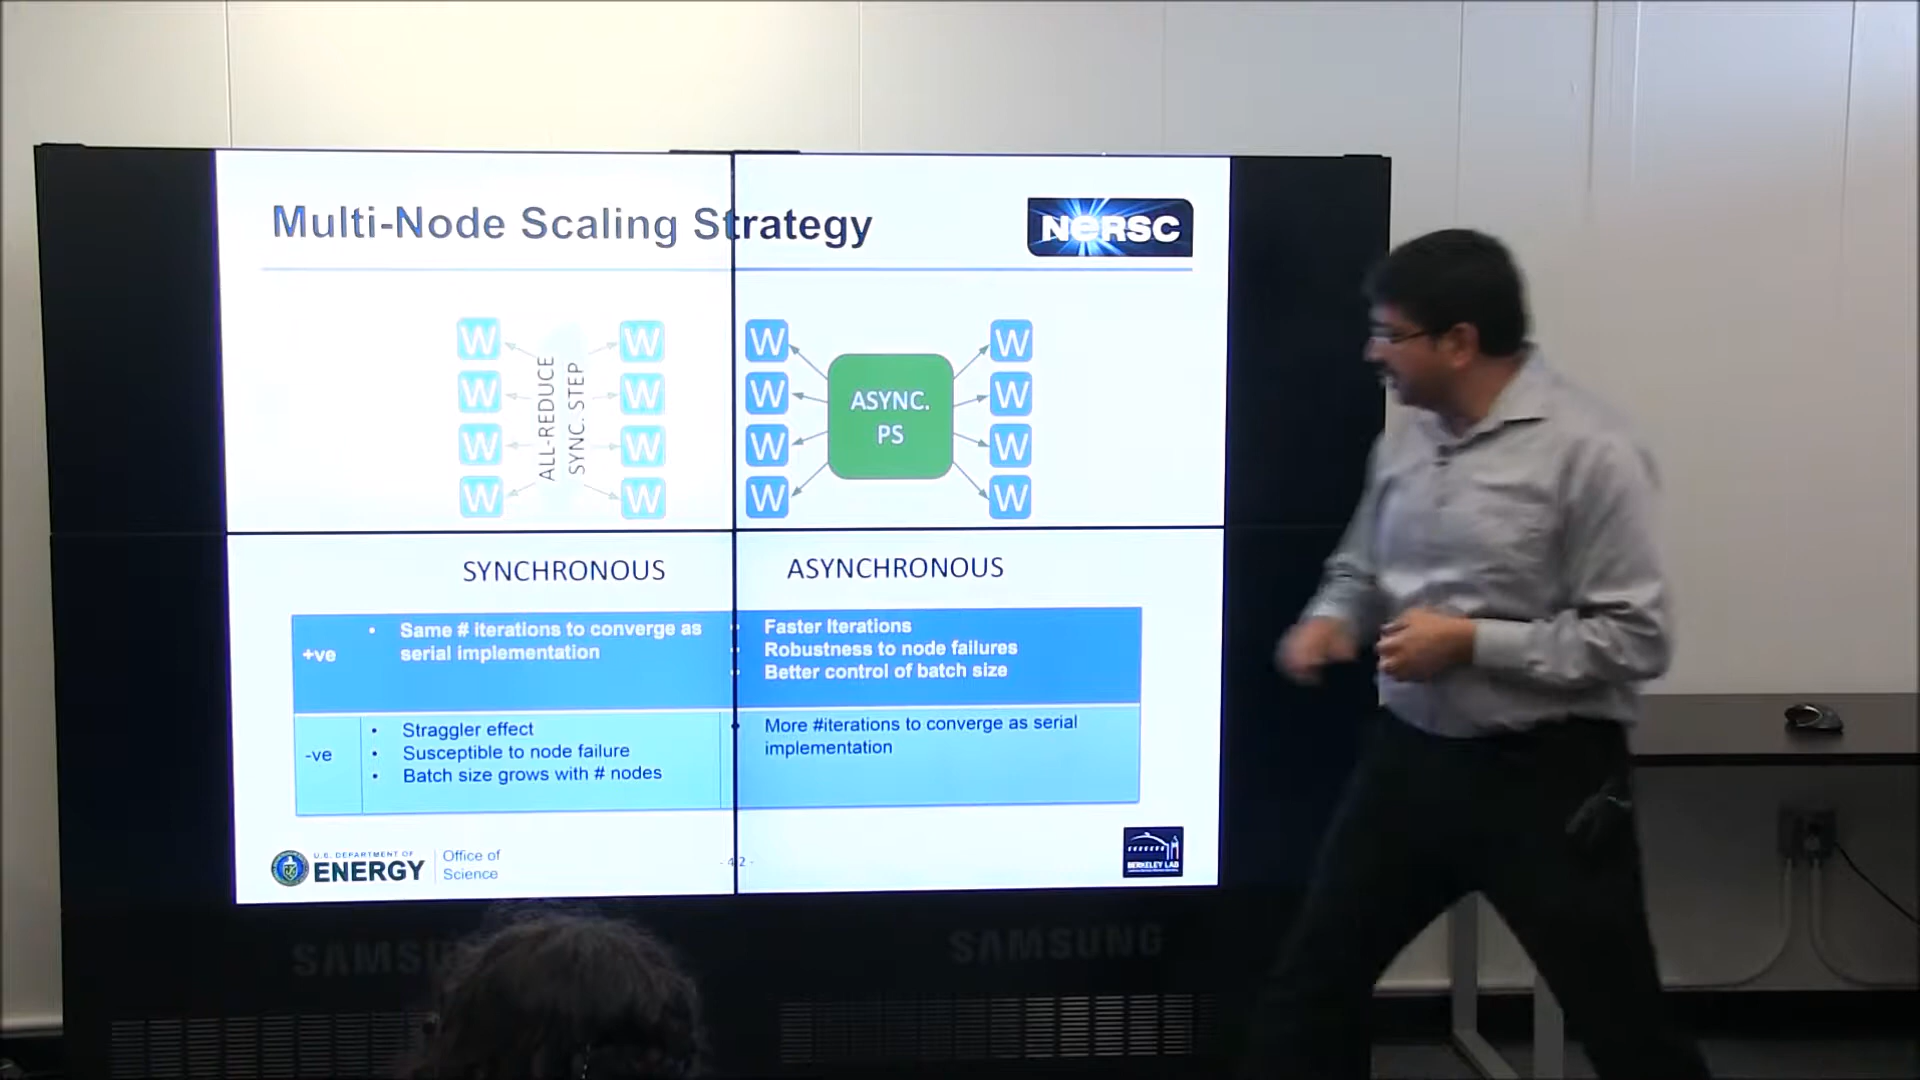 Multi-Node Scaling Strategy
NERSC
W
W
W
W
ALL-REDUCE
SYNC. STEP
W
W
W
W
W
W
W
W
ASYNC.
PS
W
W
W
W
SYNCHRONOUS
ASYNCHRONOUS
+ve
• Same # iterations to converge as
serial implementation
• Faster Iterations
• Robustness to node failures
• Better control of batch size
-ve
• Straggler effect
• Susceptible to node failure
• Batch size grows with # nodes
• More #iterations to converge as serial
implementation
U.S. DEPARTMENT OF
ENERGY
Office of
Science
- 42 -
BERKELEY LAB
SAMSUNG
SAMSUNG